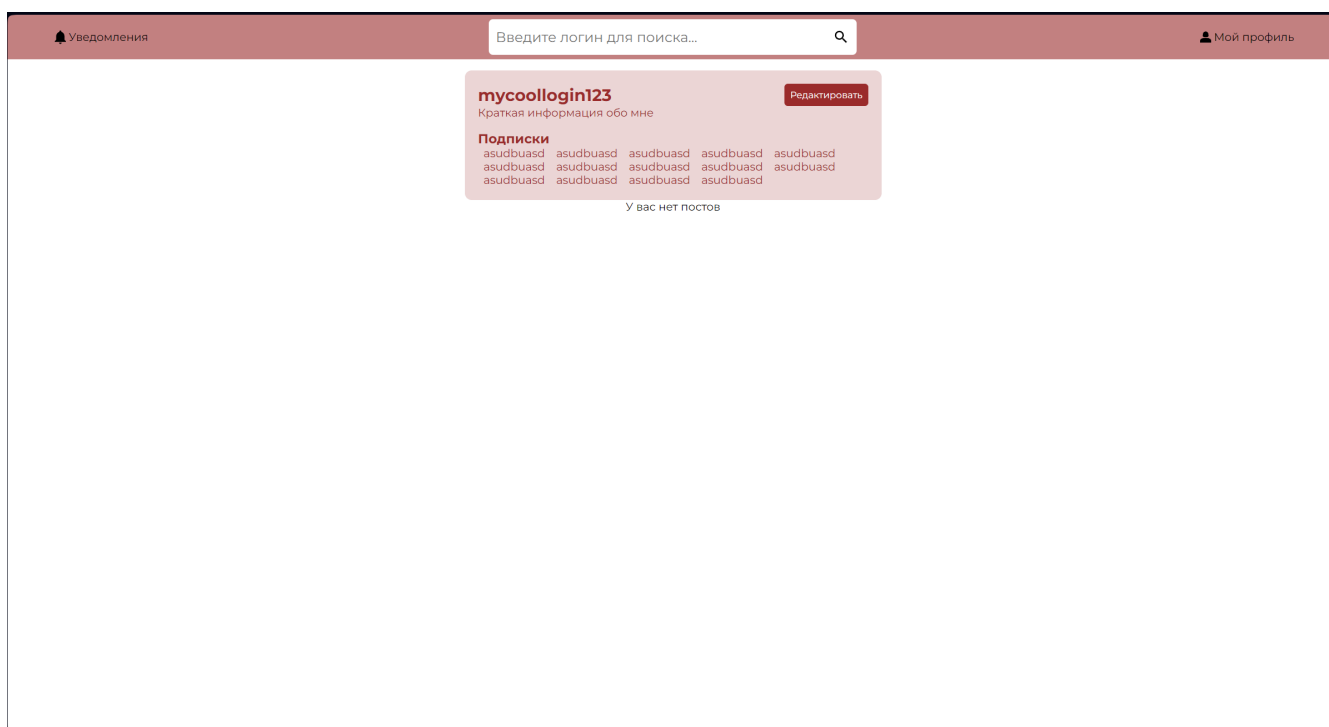 Уведомления
Введите логин для поиска...
Мой профиль
mycoollogin123
Редактировать
Краткая информация обо мне
Подписки
asudbuasd asudbuasd asudbuasd asudbuasd asudbuasd
asudbuasd asudbuasd asudbuasd asudbuasd asudbuasd
asudbuasd asudbuasd asudbuasd asudbuasd
У вас нет постов